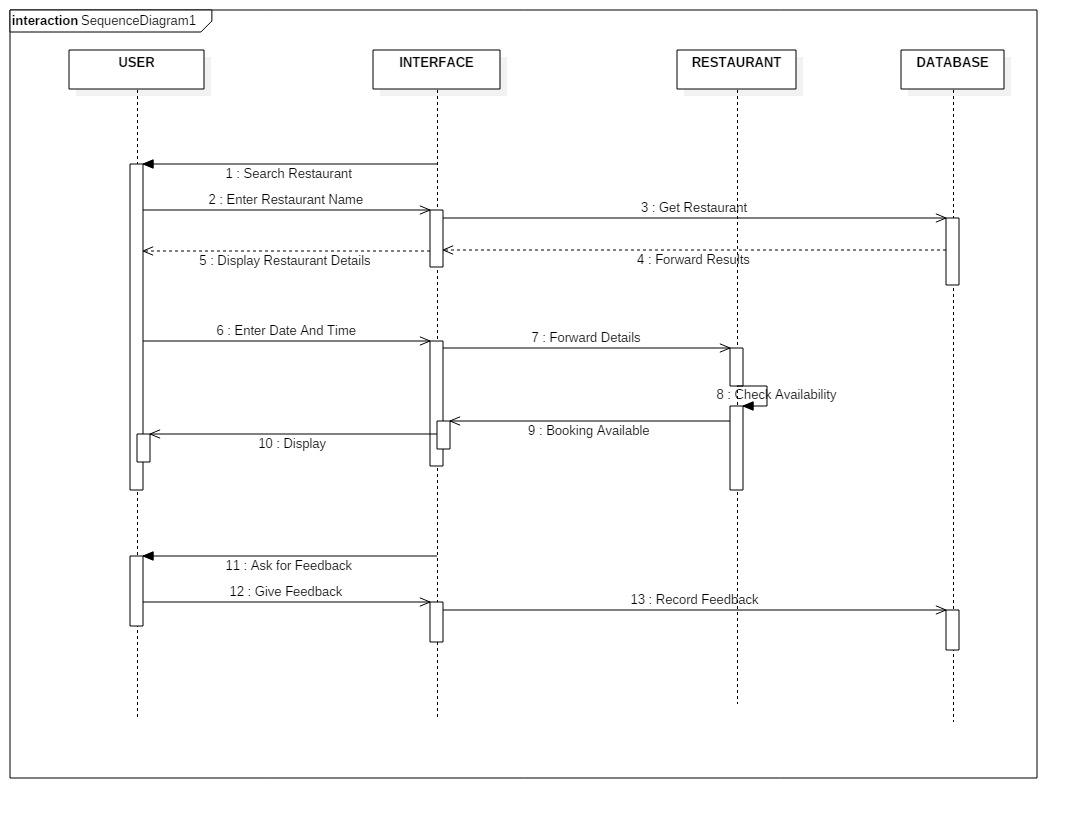 interaction SequenceDiagram1
USER
INTERFACE
RESTAURANT
DATABASE
1 : Search Restaurant
2 : Enter Restaurant Name
3 : Get Restaurant
4 : Forward Results
5 : Display Restaurant Details
6 : Enter Date And Time
7 : Forward Details
8 : Check Availability
9 : Booking Available
10 : Display
11 : Ask for Feedback
12 : Give Feedback
13 : Record Feedback